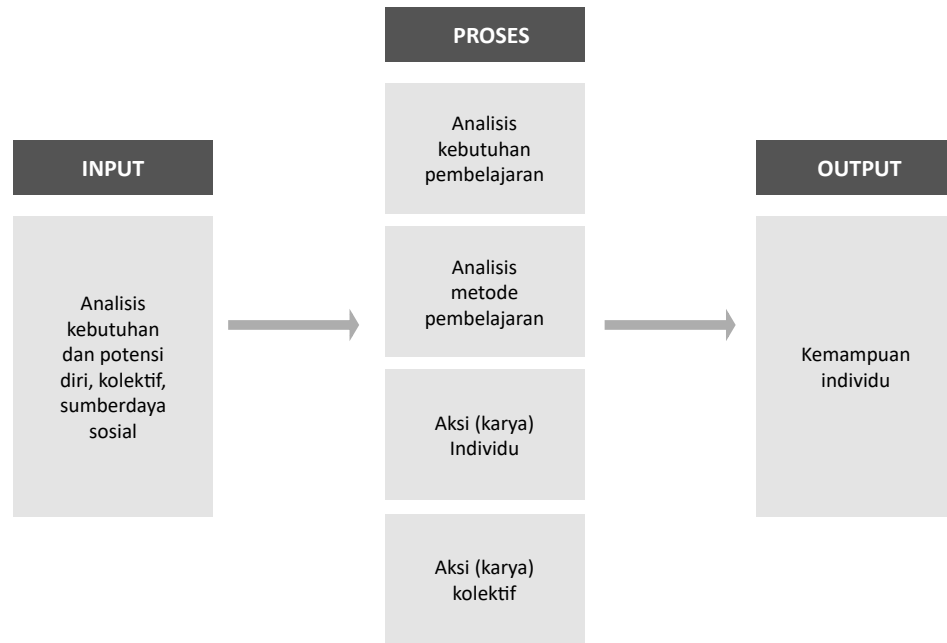 INPUT
Analisis
kebutuhan
dan potensi
diri, kolektif,
sumberdaya
sosial
PROSES
Analisis
kebutuhan
pembelajaran
Analisis
metode
pembelajaran
Aksi (karya)
Individu
Aksi (karya)
kolektif
OUTPUT
Kemampuan
individu